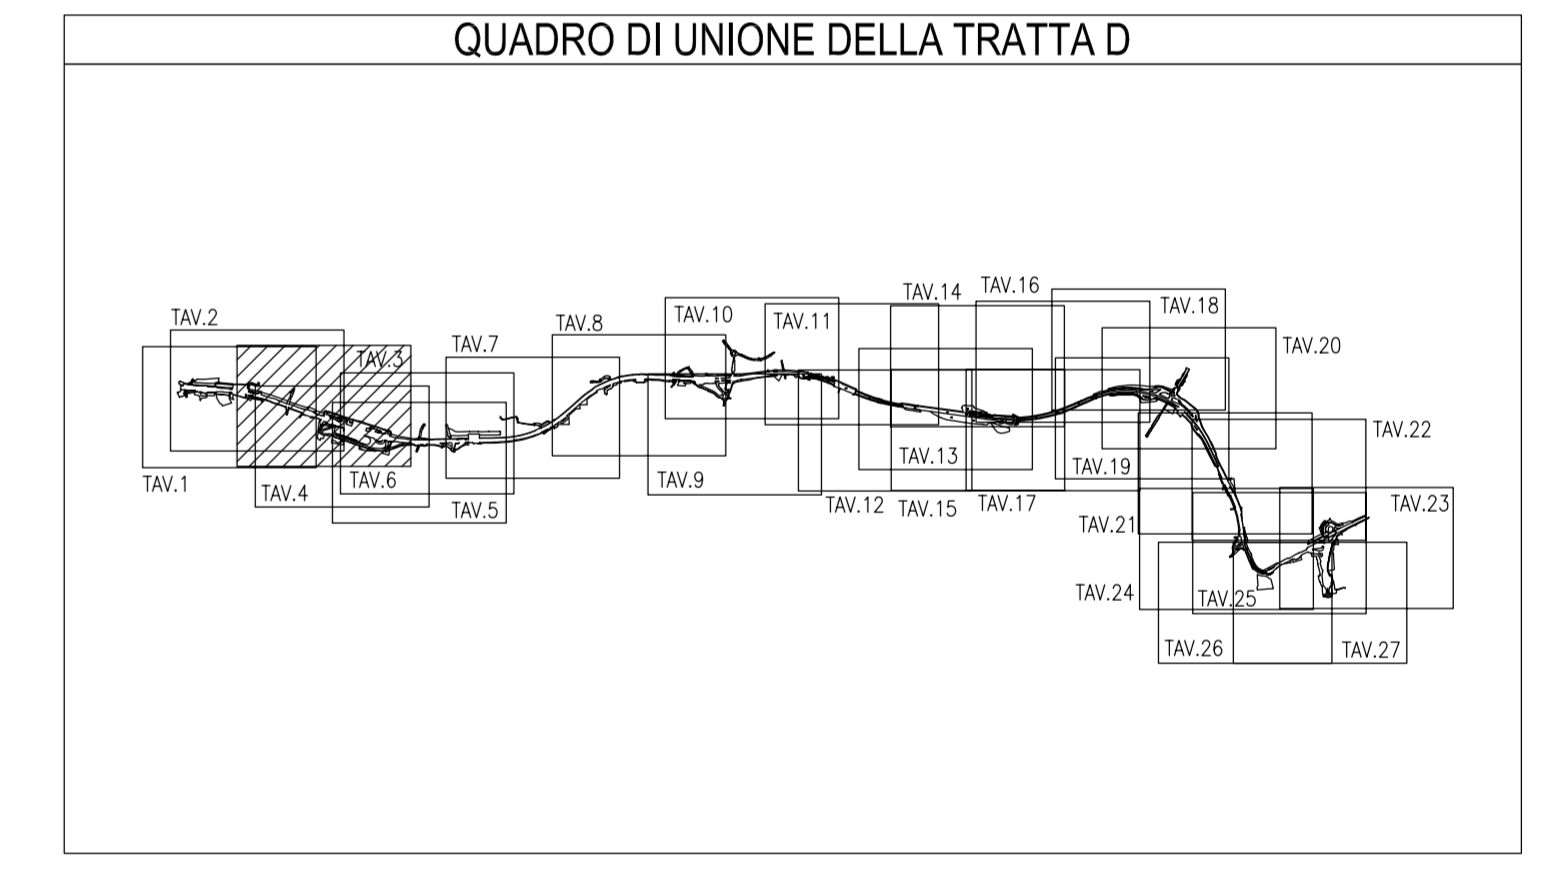 QUADRO DI UNIONE DELLA TRATTA D
TAV.1
TAV.2
TAV.3
TAV.4
TAV.5
TAV.6
TAV.7
TAV.8
TAV.9
TAV.10
TAV.11
TAV.12
TAV.13
TAV.14
TAV.15
TAV.16
TAV.17
TAV.18
TAV.19
TAV.20
TAV.21
TAV.22
TAV.23
TAV.24
TAV.25
TAV.26
TAV.27